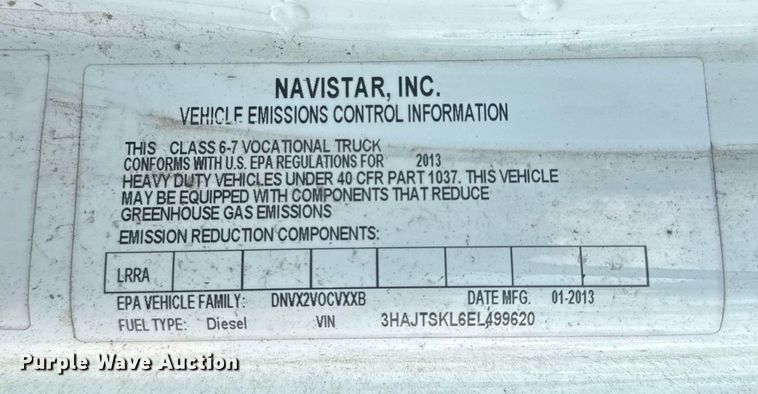 NAVISTAR, INC.
VEHICLE EMISSIONS CONTROL INFORMATION
THIS CLASS 6-7 VOCATIONAL TRUCK
CONFORMS WITH U.S. EPA REGULATIONS FOR 2013
HEAVY DUTY VEHICLES UNDER 40 CFR PART 1037. THIS VEHICLE
MAY BE EQUIPPED WITH COMPONENTS THAT REDUCE
GREENHOUSE GAS EMISSIONS
EMISSION REDUCTION COMPONENTS:
LRRA
EPA VEHICLE FAMILY: DNVX2VOCVXXB DATE MFG. 01-2013
FUEL TYPE: Diesel VIN 3HAJTSKL6EL499620
Purple Wave Auction